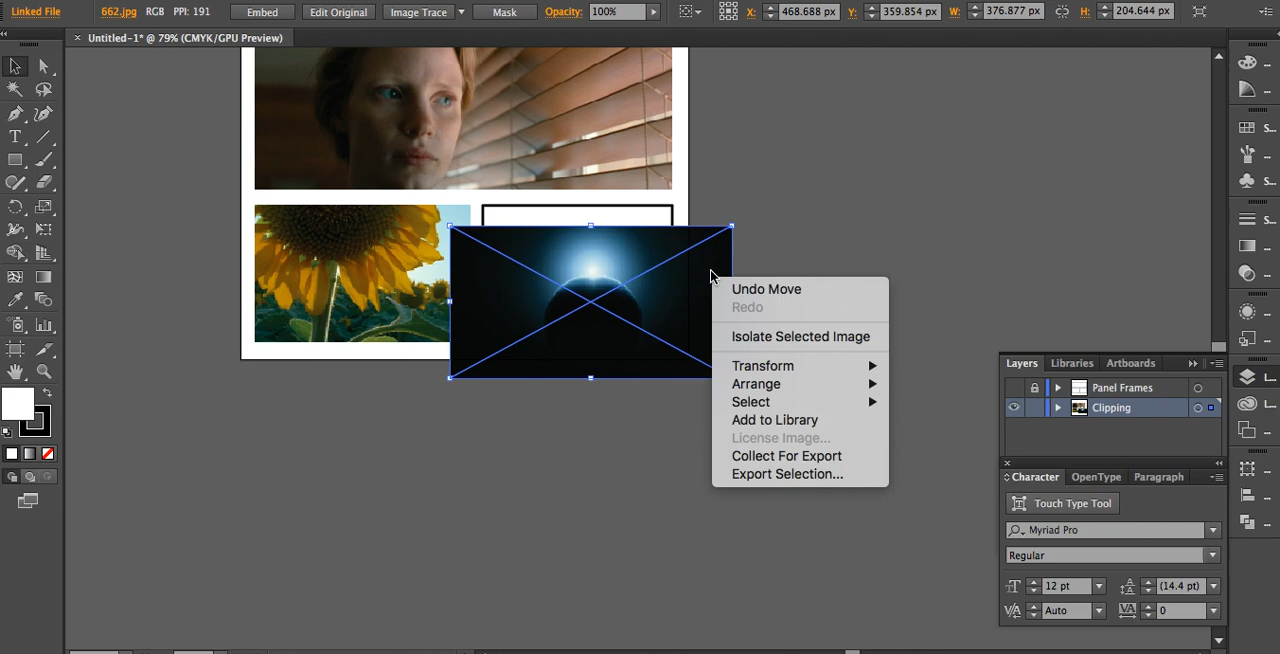 Linked File 662.jpg RGB PPI: 191 Embed Edit Original Image Trace Mask Opacity: 100% X: 468.688 px Y: 359.854 px W: 376.877 px H: 204.644 px
× Untitled-1* @ 79% (CMYK/GPU Preview)
Undo Move
Redo
Isolate Selected Image
Transform
Arrange
Select
Add to Library
License Image...
Collect For Export
Export Selection...
Layers Libraries Artboards
Panel Frames
Clipping
Character OpenType Paragraph
Touch Type Tool
Myriad Pro
Regular
12 pt (14.4 pt)
Auto 0
S...
S...
L...
L...